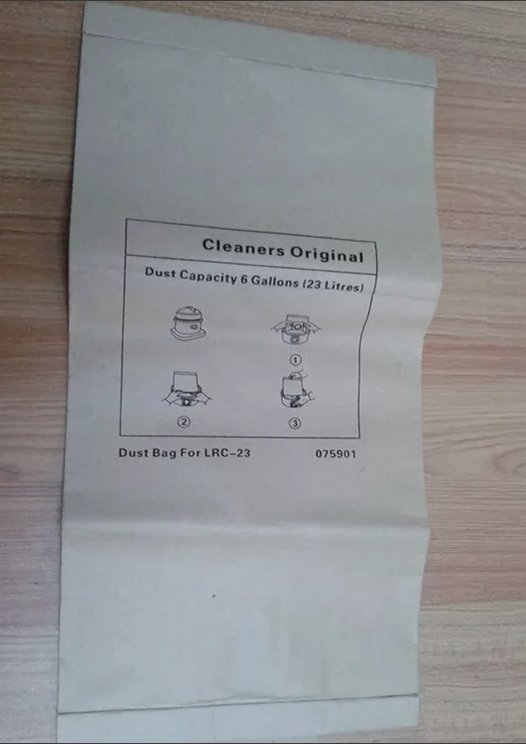 Cleaners Original
Dust Capacity 6 Gallons (23 Litres)
①
② ③
Dust Bag For LRC-23 075901